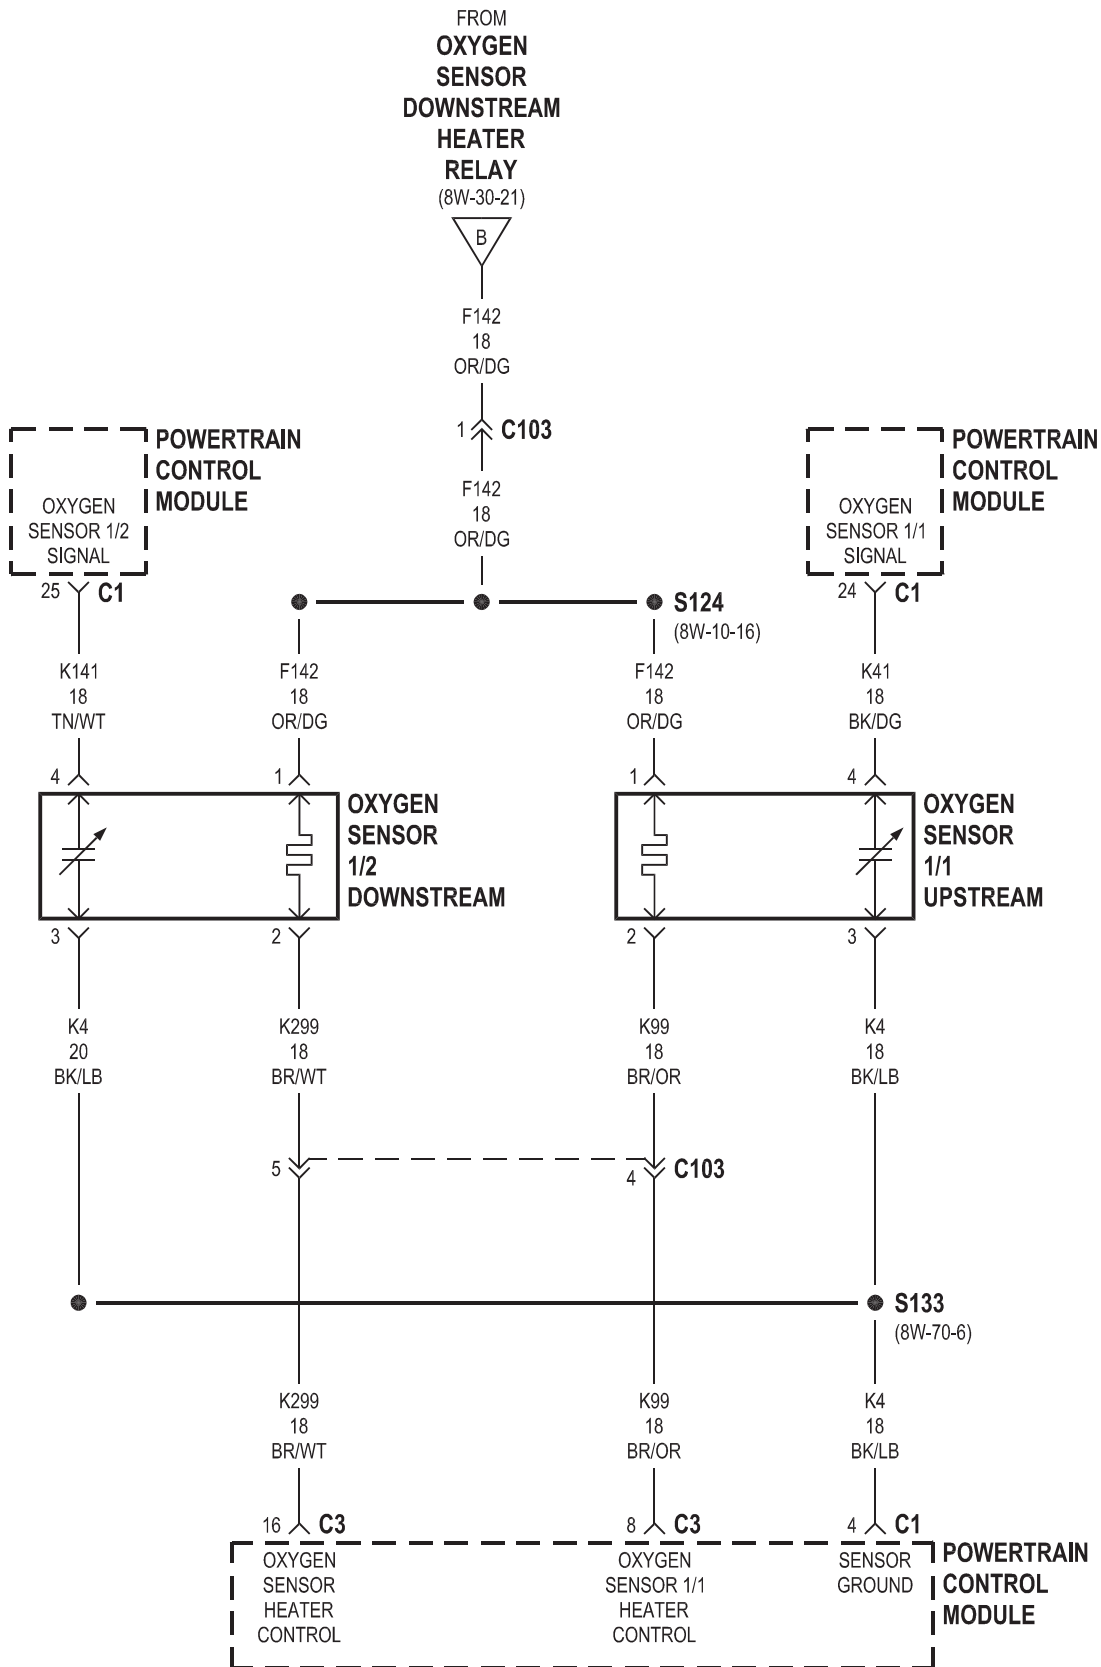 FROM
OXYGEN
SENSOR
DOWNSTREAM
HEATER
RELAY
(8W-30-21)
B
F142
18
OR/DG
1 C103
F142
18
OR/DG
POWERTRAIN
CONTROL
MODULE
OXYGEN
SENSOR 1/2
SIGNAL
25 C1
POWERTRAIN
CONTROL
MODULE
OXYGEN
SENSOR 1/1
SIGNAL
24 C1
S124
(8W-10-16)
K141
18
TN/WT
F142
18
OR/DG
F142
18
OR/DG
K41
18
BK/DG
4 1 1 4
OXYGEN
SENSOR
1/2
DOWNSTREAM
OXYGEN
SENSOR
1/1
UPSTREAM
3 2 2 3
K4
20
BK/LB
K299
18
BR/WT
K99
18
BR/OR
K4
18
BK/LB
5 4 C103
S133
(8W-70-6)
K299
18
BR/WT
K99
18
BR/OR
K4
18
BK/LB
16 C3
8 C3
4 C1
OXYGEN
SENSOR
HEATER
CONTROL
OXYGEN
SENSOR 1/1
HEATER
CONTROL
SENSOR
GROUND
POWERTRAIN
CONTROL
MODULE